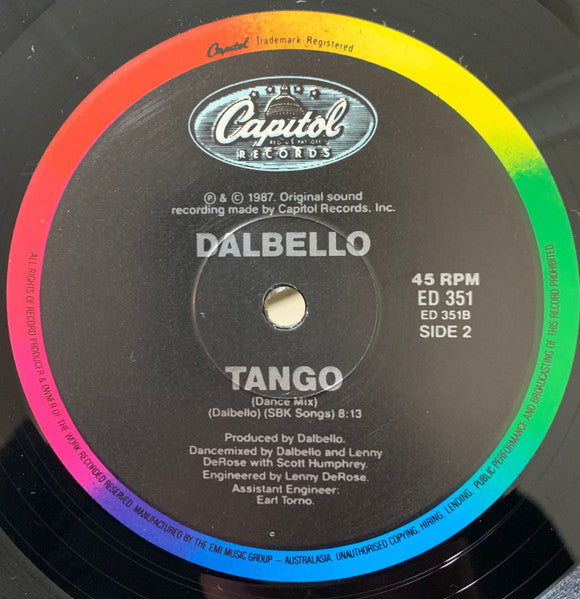 Capitol Trademark Registered
Capitol
REG. U.S. PAT. OFF.
RECORDS
℗ & © 1987. Original sound
recording made by Capitol Records, Inc.
DALBELLO
45 RPM
ED 351
ED 351B
SIDE 2
TANGO
(Dance Mix)
(Dalbello) (SBK Songs) 8:13
Produced by Dalbello.
Dancemixed by Dalbello and Lenny
DeRose with Scott Humphrey.
Engineered by Lenny DeRose.
Assistant Engineer:
Earl Torno.
ALL RIGHTS OF RECORD PRODUCER & OWNER OF THE WORK RECORDED RESERVED. MANUFACTURED BY THE EMI MUSIC GROUP – AUSTRALASIA. UNAUTHORISED COPYING, HIRING, LENDING, PUBLIC PERFORMANCE AND BROADCASTING OF THIS RECORD PROHIBITED.